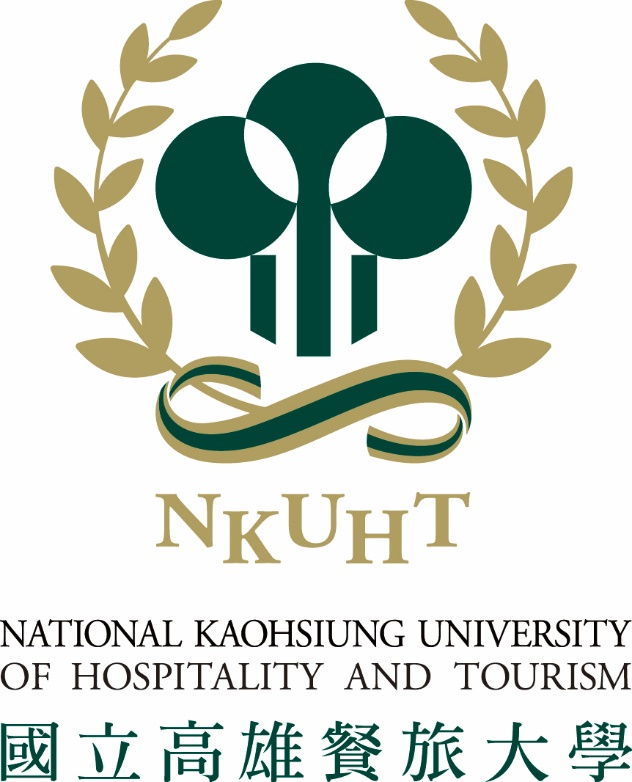 NKUHT
NATIONAL KAOHSIUNG UNIVERSITY
OF HOSPITALITY AND TOURISM
國立高雄餐旅大學